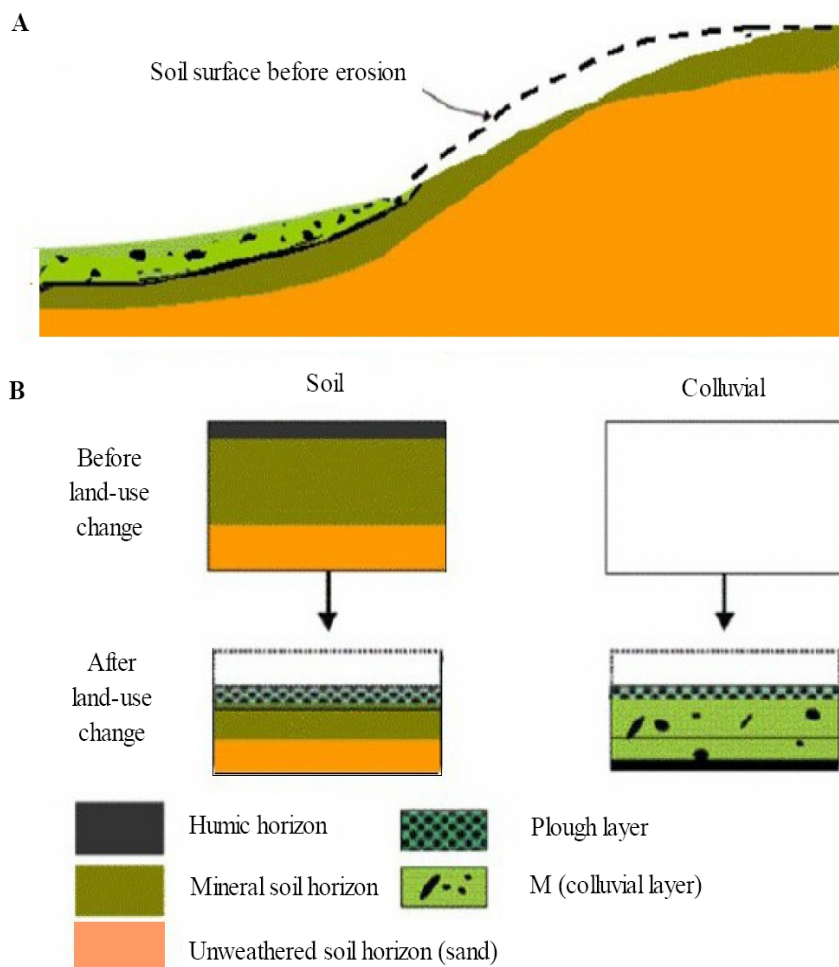 A
Soil surface before erosion
B
Soil
Colluvial
Before
land-use
change
After
land-use
change
Humic horizon
Plough layer
Mineral soil horizon
M (colluvial layer)
Unweathered soil horizon (sand)